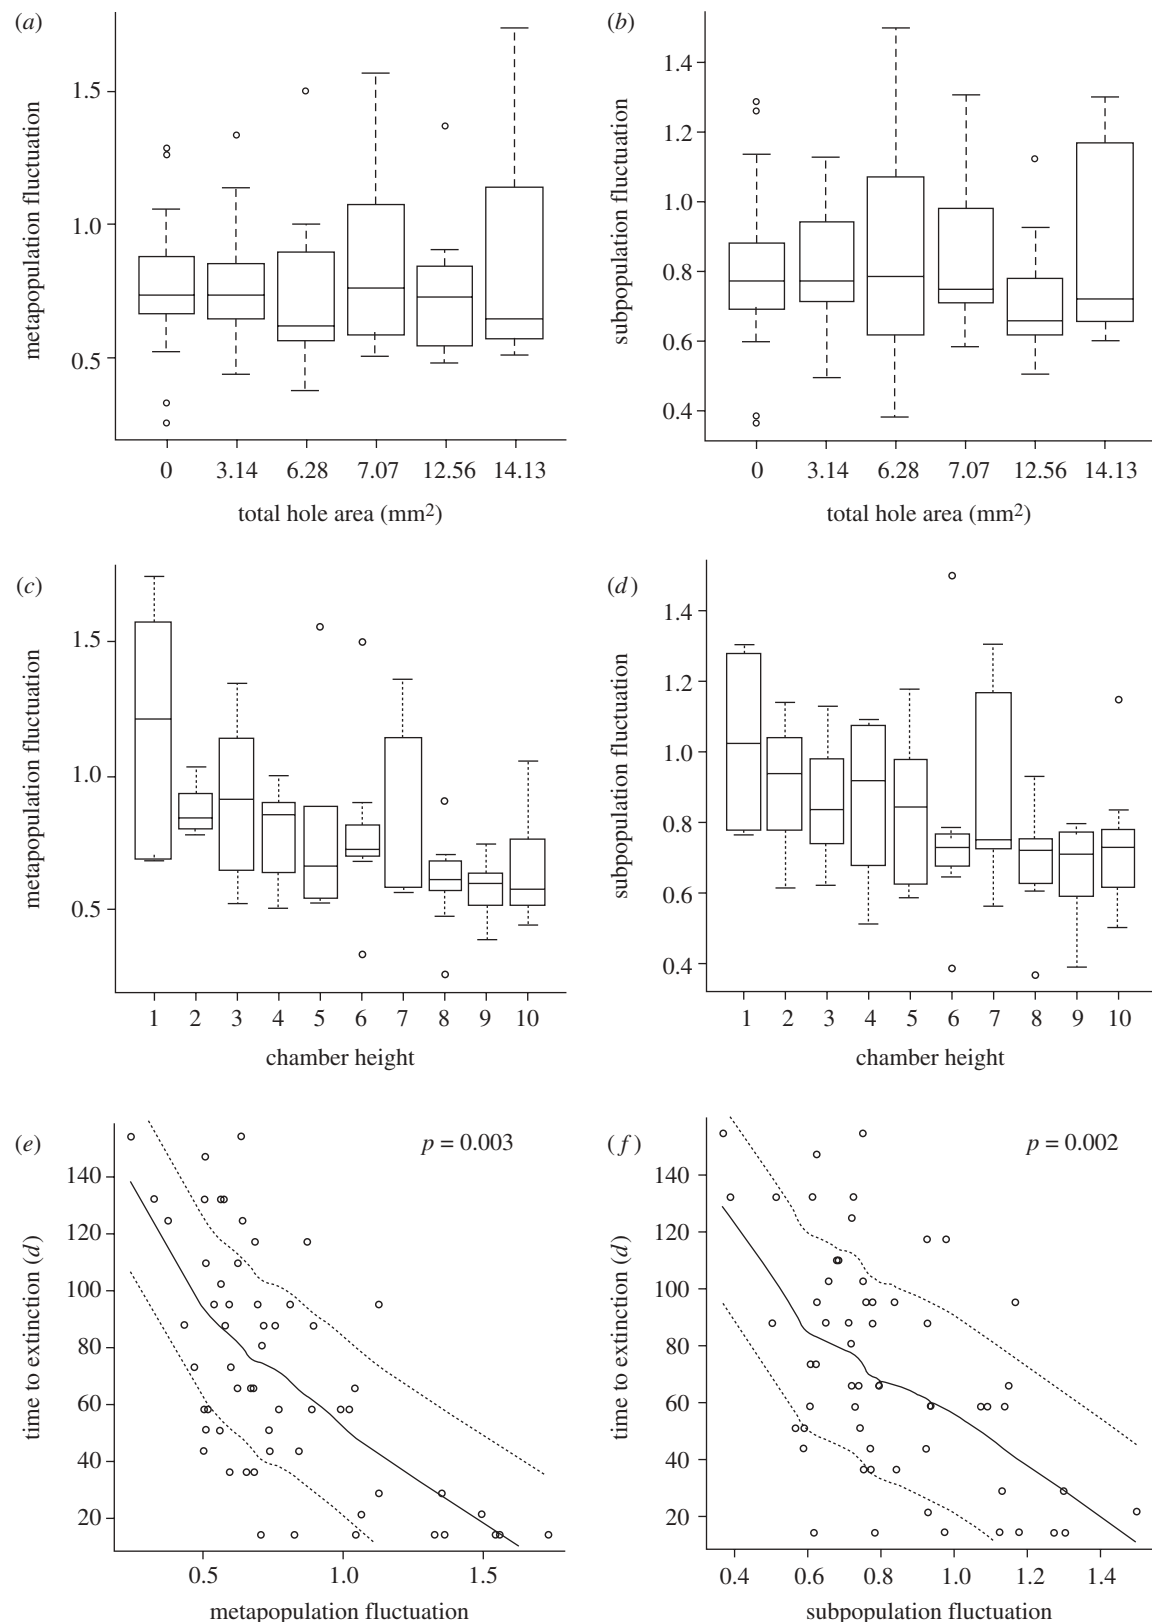 (a)
metapopulation fluctuation
1.5
1.0
0.5
0 3.14 6.28 7.07 12.56 14.13
total hole area (mm2)
(b)
subpopulation fluctuation
1.4
1.2
1.0
0.8
0.6
0.4
0 3.14 6.28 7.07 12.56 14.13
total hole area (mm2)
(c)
metapopulation fluctuation
1.5
1.0
0.5
1 2 3 4 5 6 7 8 9 10
chamber height
(d)
subpopulation fluctuation
1.4
1.2
1.0
0.8
0.6
0.4
1 2 3 4 5 6 7 8 9 10
chamber height
(e)
p = 0.003
time to extinction (d)
140
120
100
80
60
40
20
0.5 1.0 1.5
metapopulation fluctuation
(f)
p = 0.002
time to extinction (d)
140
120
100
80
60
40
20
0.4 0.6 0.8 1.0 1.2 1.4
subpopulation fluctuation